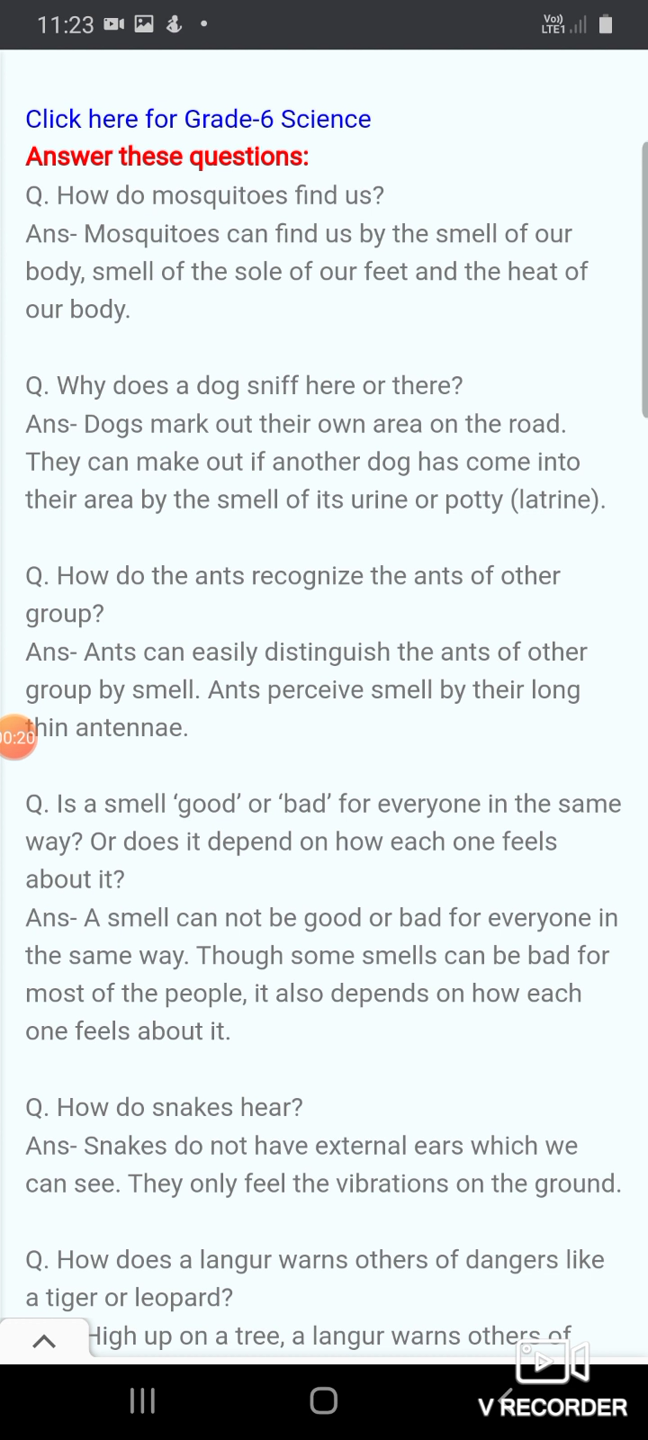 11:23
Vo))
LTE1
Click here for Grade-6 Science
Answer these questions:
Q. How do mosquitoes find us?
Ans- Mosquitoes can find us by the smell of our
body, smell of the sole of our feet and the heat of
our body.
Q. Why does a dog sniff here or there?
Ans- Dogs mark out their own area on the road.
They can make out if another dog has come into
their area by the smell of its urine or potty (latrine).
Q. How do the ants recognize the ants of other
group?
Ans- Ants can easily distinguish the ants of other
group by smell. Ants perceive smell by their long
thin antennae.
00:20
Q. Is a smell ‘good’ or ‘bad’ for everyone in the same
way? Or does it depend on how each one feels
about it?
Ans- A smell can not be good or bad for everyone in
the same way. Though some smells can be bad for
most of the people, it also depends on how each
one feels about it.
Q. How do snakes hear?
Ans- Snakes do not have external ears which we
can see. They only feel the vibrations on the ground.
Q. How does a langur warns others of dangers like
a tiger or leopard?
High up on a tree, a langur warns others of
V RECORDER